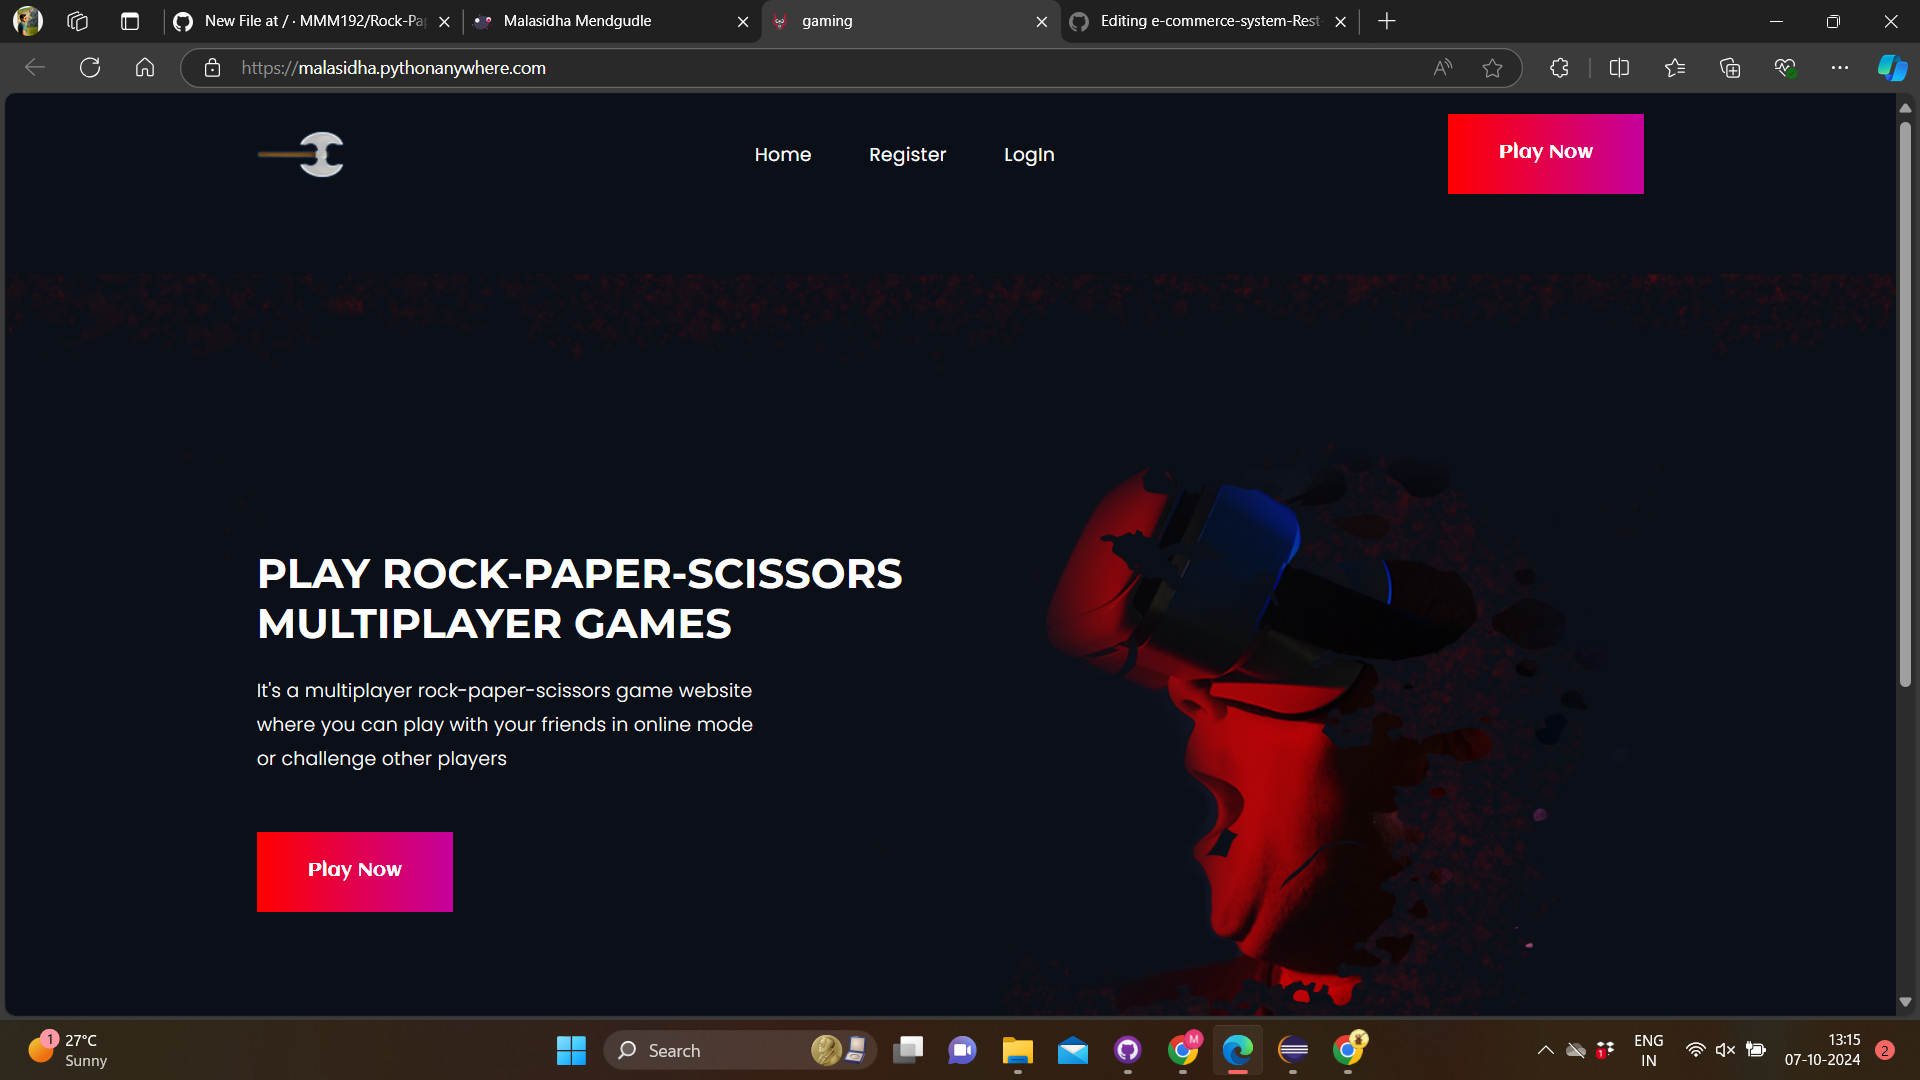 New File at / · MMM192/Rock-Pa
Malasidha Mendgudle
gaming
Editing e-commerce-system-Rest-
https://malasidha.pythonanywhere.com
Home
Register
LogIn
Play Now
PLAY ROCK-PAPER-SCISSORS
MULTIPLAYER GAMES
It's a multiplayer rock-paper-scissors game website
where you can play with your friends in online mode
or challenge other players
Play Now
1
27°C
Sunny
Search
M
1
ENG
IN
13:15
07-10-2024
2